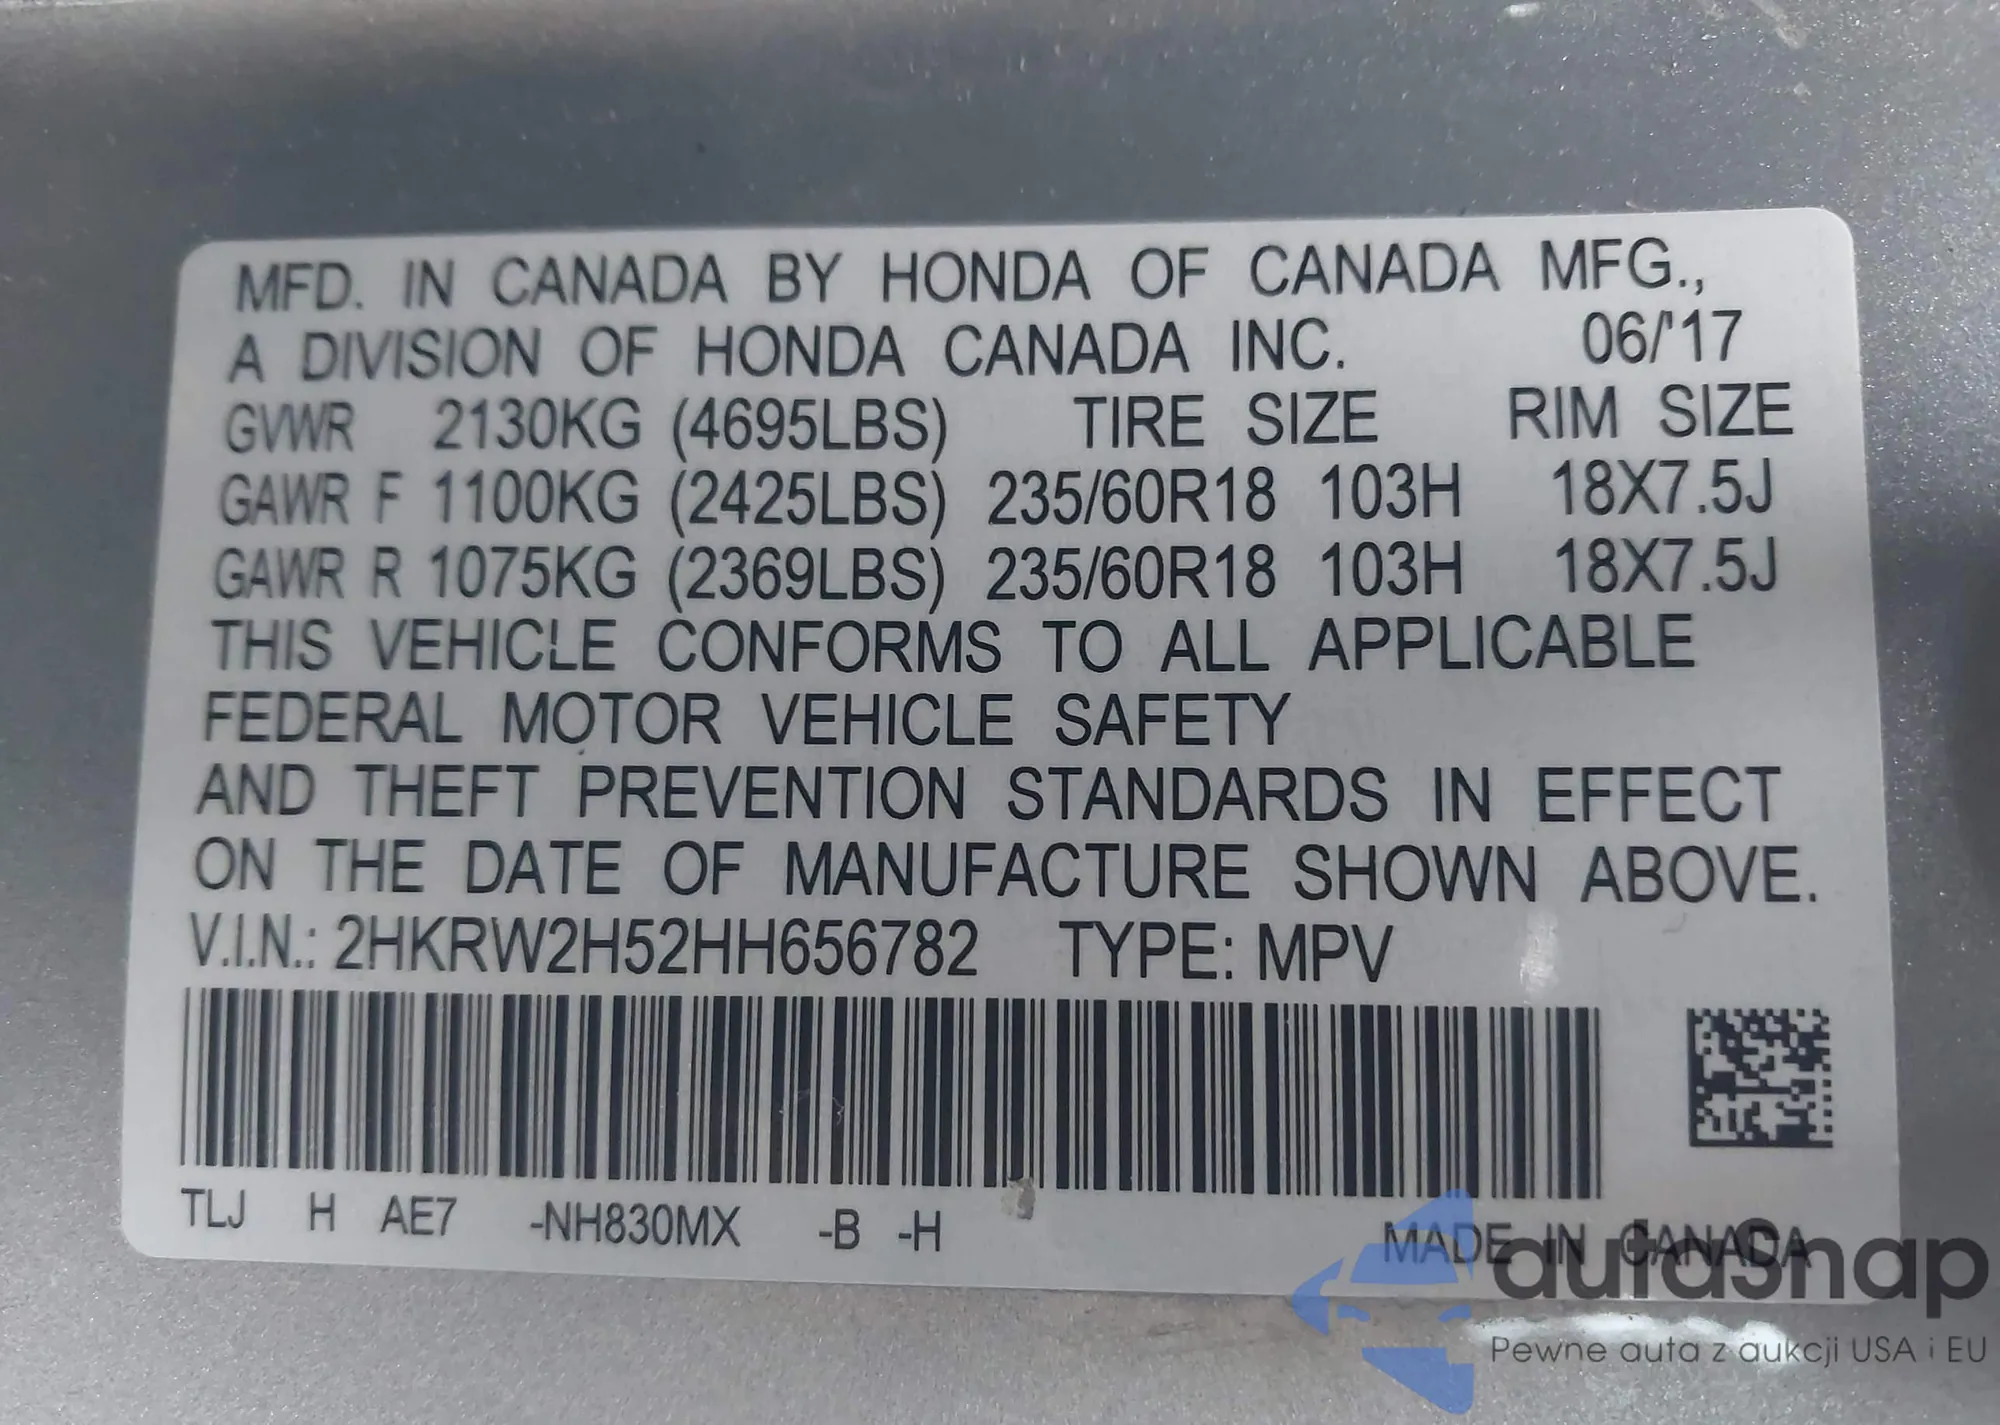 MFD. IN CANADA BY HONDA OF CANADA MFG.,
A DIVISION OF HONDA CANADA INC. 06/'17
GVWR 2130KG (4695LBS) TIRE SIZE RIM SIZE
GAWR F 1100KG (2425LBS) 235/60R18 103H 18X7.5J
GAWR R 1075KG (2369LBS) 235/60R18 103H 18X7.5J
THIS VEHICLE CONFORMS TO ALL APPLICABLE
FEDERAL MOTOR VEHICLE SAFETY
AND THEFT PREVENTION STANDARDS IN EFFECT
ON THE DATE OF MANUFACTURE SHOWN ABOVE.
V.I.N.: 2HKRW2H52HH656782 TYPE: MPV
TLJ H AE7 -NH830MX -B -H MADE IN CANADA
autaSnap
Pewne auta z aukcji USA i EU